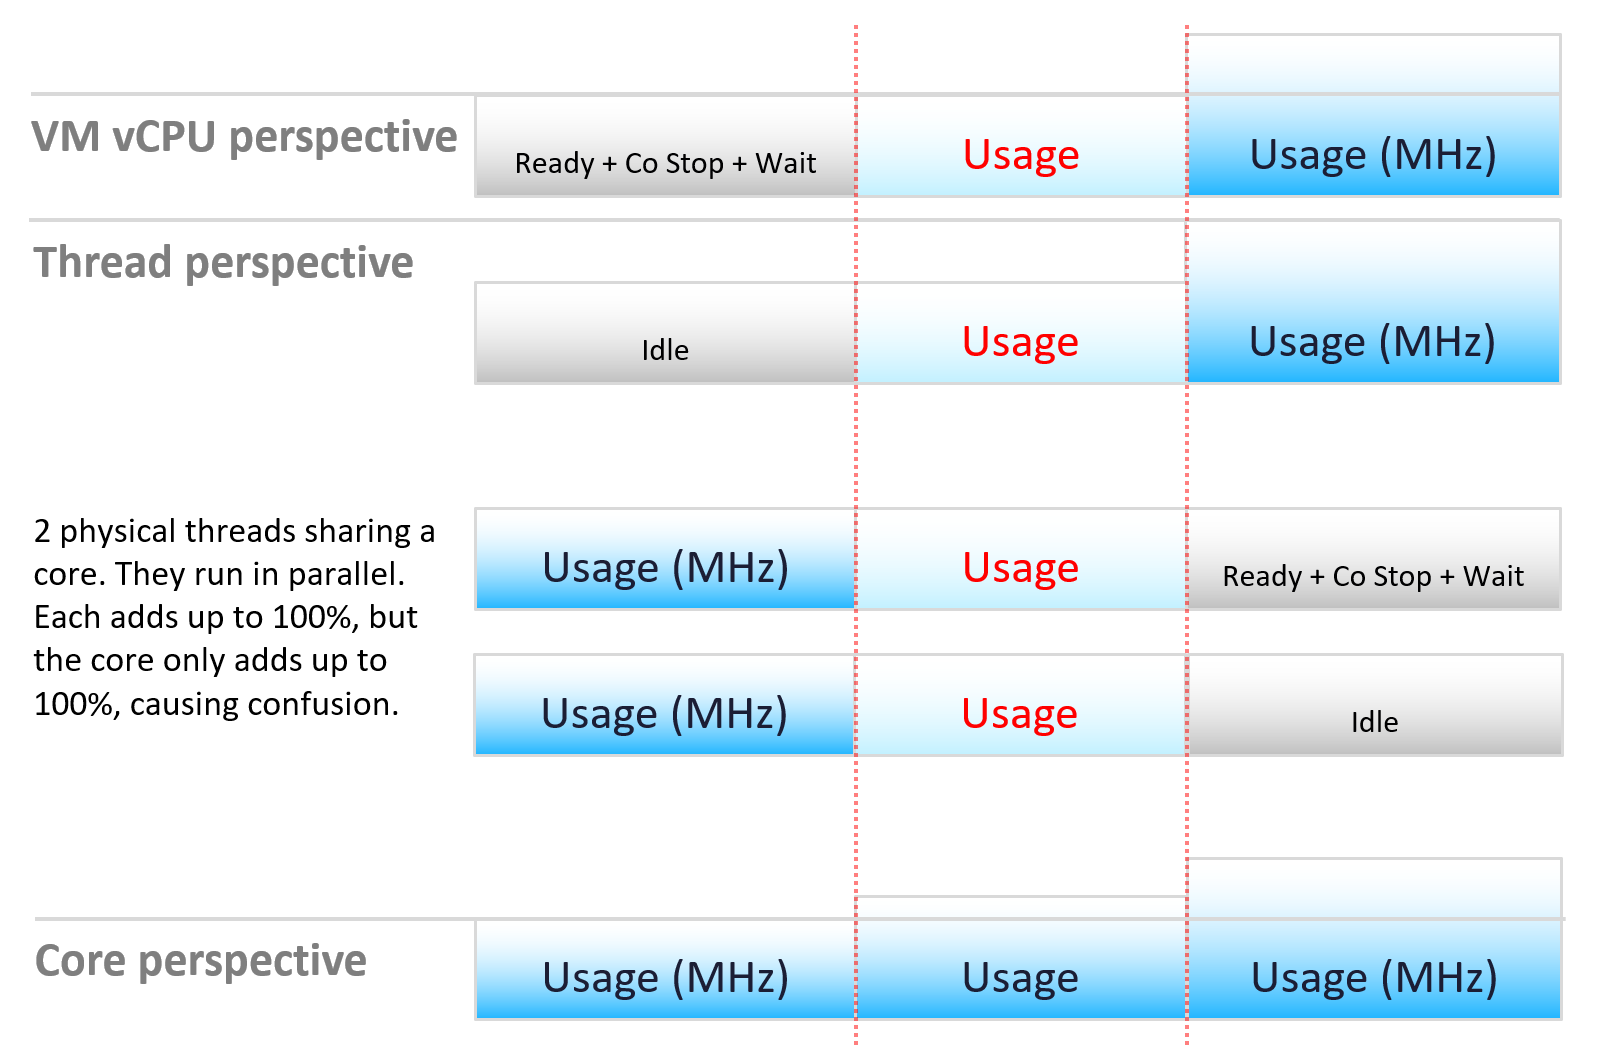 VM vCPU perspective
Ready + Co Stop + Wait
Usage
Usage (MHz)
Thread perspective
Idle
Usage
Usage (MHz)
2 physical threads sharing a
core. They run in parallel.
Each adds up to 100%, but
the core only adds up to
100%, causing confusion.
Usage (MHz)
Usage
Ready + Co Stop + Wait
Usage (MHz)
Usage
Idle
Core perspective
Usage (MHz)
Usage
Usage (MHz)